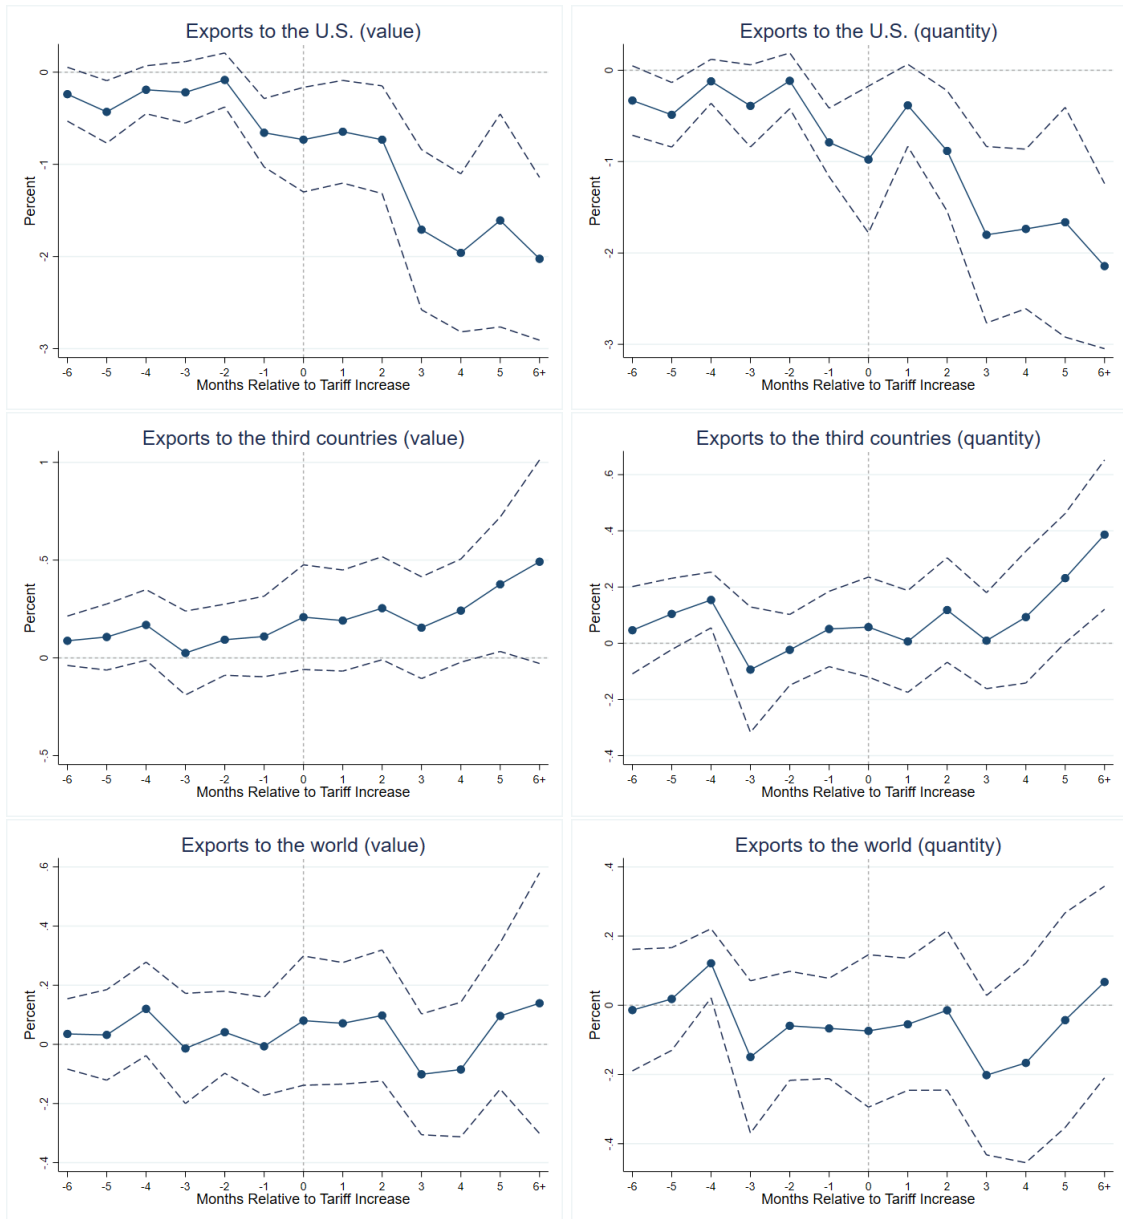 Exports to the U.S. (value)
Percent
0
-1
-2
-3
-6 -5 -4 -3 -2 -1 0 1 2 3 4 5 6+
Months Relative to Tariff Increase
Exports to the U.S. (quantity)
Percent
0
-1
-2
-3
-6 -5 -4 -3 -2 -1 0 1 2 3 4 5 6+
Months Relative to Tariff Increase
Exports to the third countries (value)
Percent
1
.5
0
-.5
-6 -5 -4 -3 -2 -1 0 1 2 3 4 5 6+
Months Relative to Tariff Increase
Exports to the third countries (quantity)
Percent
.6
.4
.2
0
-.2
-.4
-6 -5 -4 -3 -2 -1 0 1 2 3 4 5 6+
Months Relative to Tariff Increase
Exports to the world (value)
Percent
.6
.4
.2
0
-.2
-.4
-6 -5 -4 -3 -2 -1 0 1 2 3 4 5 6+
Months Relative to Tariff Increase
Exports to the world (quantity)
Percent
.4
.2
0
-.2
-.4
-6 -5 -4 -3 -2 -1 0 1 2 3 4 5 6+
Months Relative to Tariff Increase